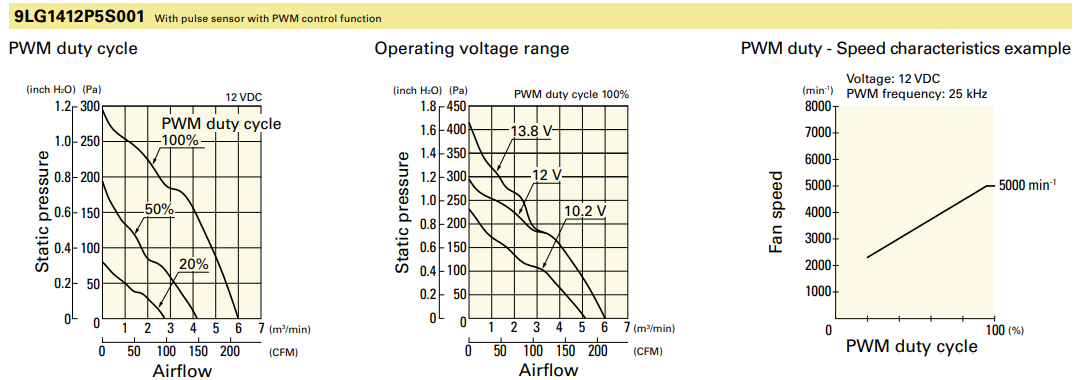 9LG1412P5S001 With pulse sensor with PWM control function
PWM duty cycle
(inch H₂O) (Pa)
12 VDC
1.2 300
1.0 250
0.8 200
0.6 150
0.4 100
0.2 50
0 0
PWM duty cycle
100%
50%
20%
Static pressure
1 2 3 4 5 6 7 (m³/min)
0 50 100 150 200 (CFM)
Airflow
Operating voltage range
(inch H₂O) (Pa)
PWM duty cycle 100%
1.8 450
1.6 400
1.4 350
1.2 300
1.0 250
0.8 200
0.6 150
0.4 100
0.2 50
0 0
13.8 V
12 V
10.2 V
Static pressure
1 2 3 4 5 6 7 (m³/min)
0 50 100 150 200 (CFM)
Airflow
PWM duty - Speed characteristics example
Voltage: 12 VDC
PWM frequency: 25 kHz
(min⁻¹)
8000
7000
6000
5000
4000
3000
2000
1000
5000 min⁻¹
Fan speed
0 100 (%)
PWM duty cycle